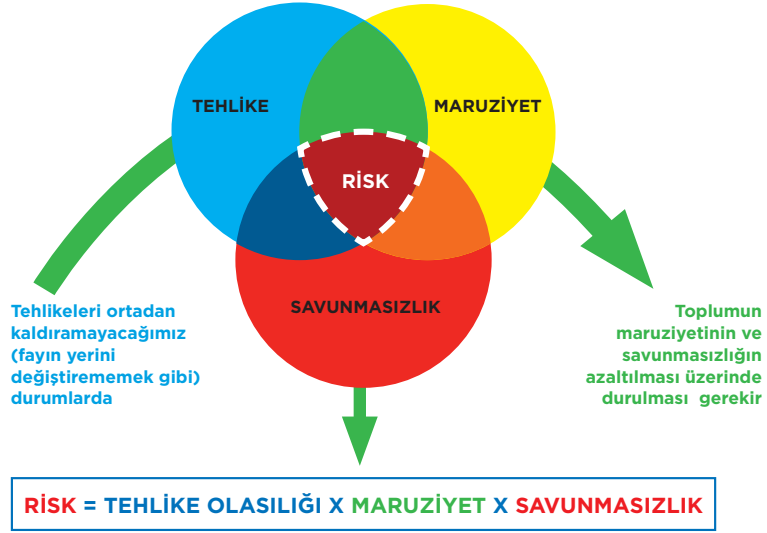 TEHLİKE
MARUZİYET
RİSK
SAVUNMASIZLIK
Tehlikeleri ortadan
kaldıramayacağımız
(fayın yerini
değiştirememek gibi)
durumlarda
Toplumun
maruziyetinin ve
savunmasızlığın
azaltılması üzerinde
durulması gerekir
RİSK = TEHLİKE OLASILIĞI X MARUZİYET X SAVUNMASIZLIK